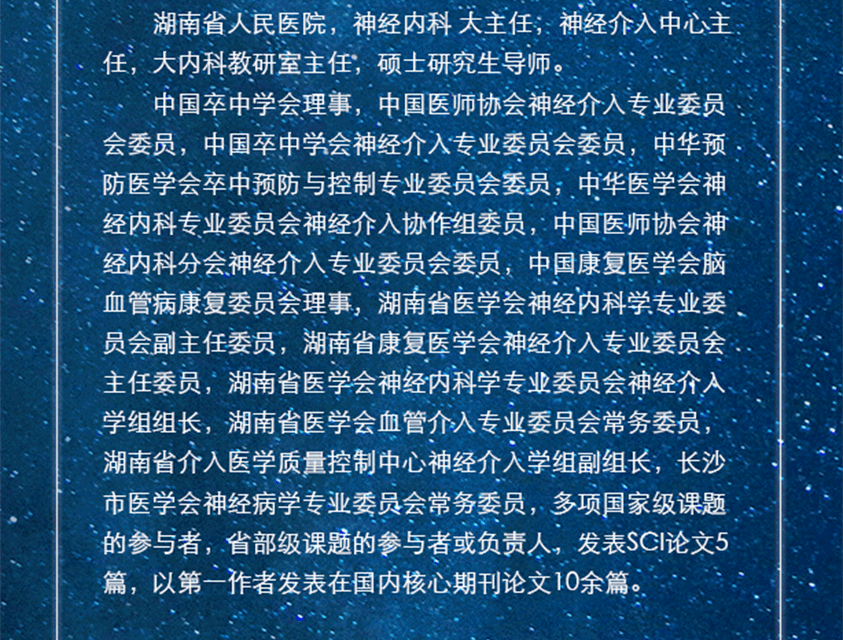 湖南省人民医院，神经内科 大主任，神经介入中心主
任，大内科教研室主任，硕士研究生导师。
中国卒中学会理事，中国医师协会神经介入专业委员
会委员，中国卒中学会神经介入专业委员会委员，中华预
防医学会卒中预防与控制专业委员会委员，中华医学会神
经内科专业委员会神经介入协作组委员，中国医师协会神
经内科分会神经介入专业委员会委员，中国康复医学会脑
血管病康复委员会理事，湖南省医学会神经内科学专业委
员会副主任委员，湖南省康复医学会神经介入专业委员会
主任委员，湖南省医学会神经内科学专业委员会神经介入
学组组长，湖南省医学会血管介入专业委员会常务委员，
湖南省介入医学质量控制中心神经介入学组副组长，长沙
市医学会神经病学专业委员会常务委员，多项国家级课题
的参与者，省部级课题的参与者或负责人，发表SCI论文5
篇，以第一作者发表在国内核心期刊论文10余篇。